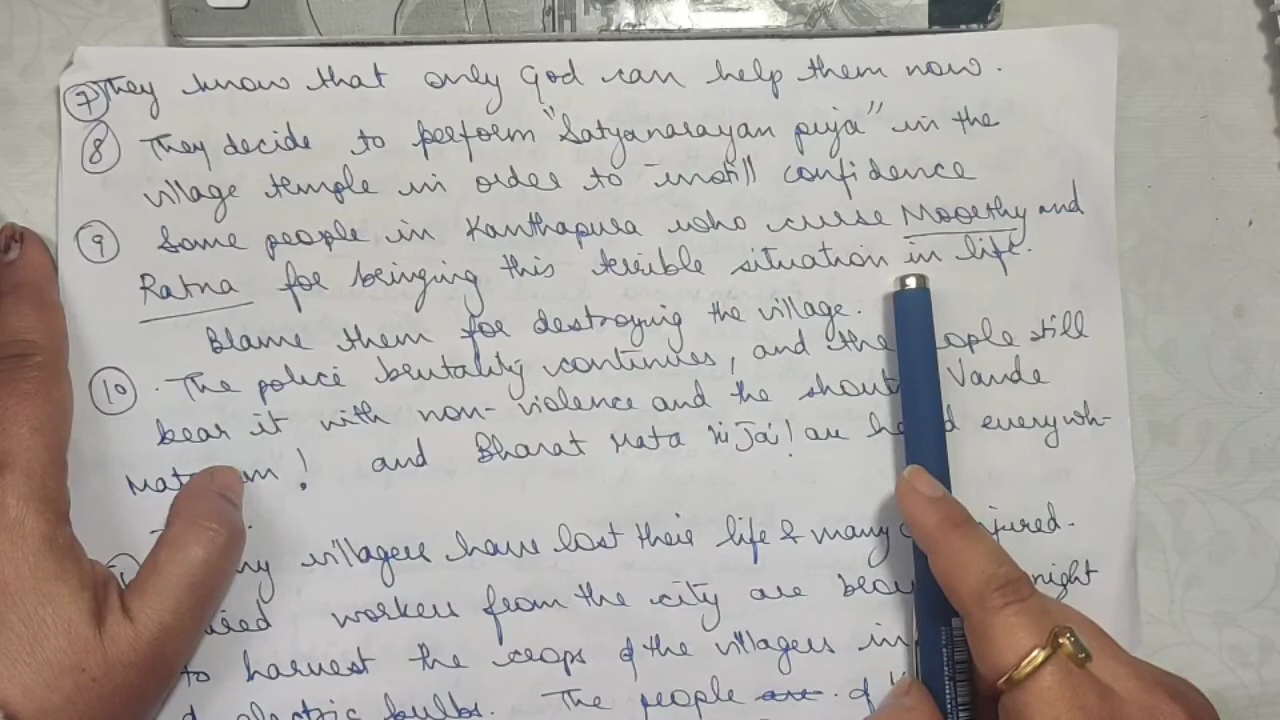 ⑦ They know that only God can help them now.
⑧ They decide to perform "Satyanarayan puja" in the
village temple in order to instill confidence
⑨ Some people in Kanthapura who curse Moorthy and
Ratna for bringing this terrible situation in life.
Blame them for destroying the village.
⑩ . The police brutality continues, and the people still
bear it with non-violence and the shouts Vande
Mataram! and Bharat Mata ki Jai! are heard everywh-
villagers have lost their life & many injured.
workers from the city are night
to harvest the crops of the villagers in
electric bulbs. The people of